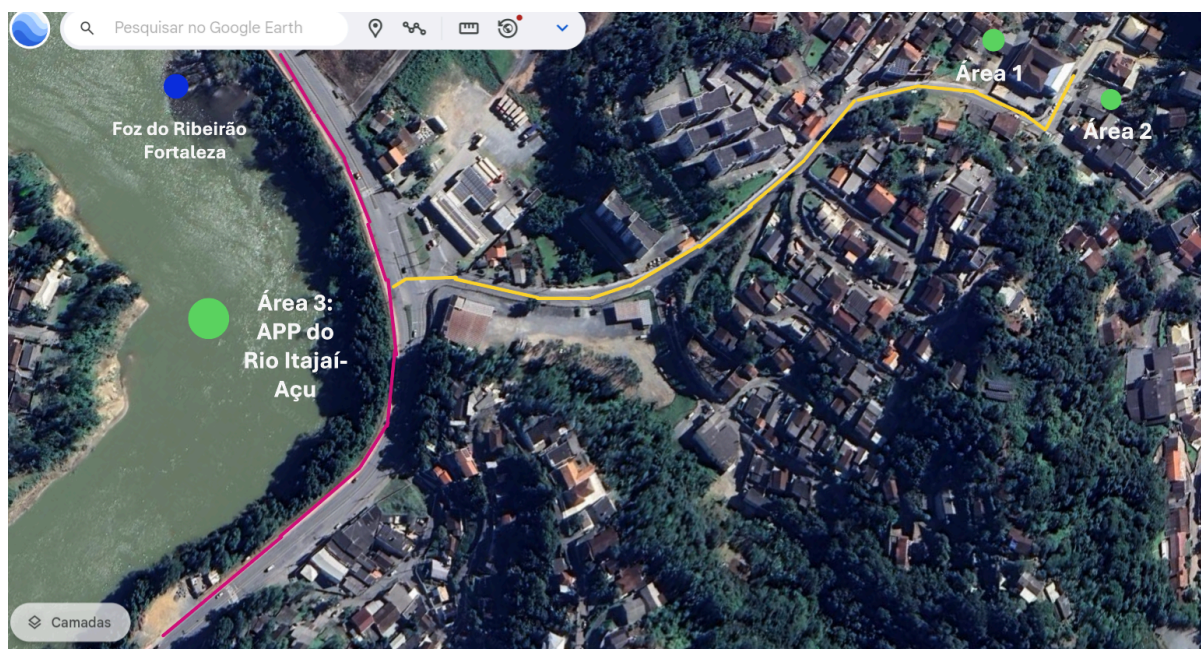 Pesquisar no Google Earth
Área 1
Área 2
Foz do Ribeirão
Fortaleza
Área 3:
APP do
Rio Itajaí-
Açu
Camadas